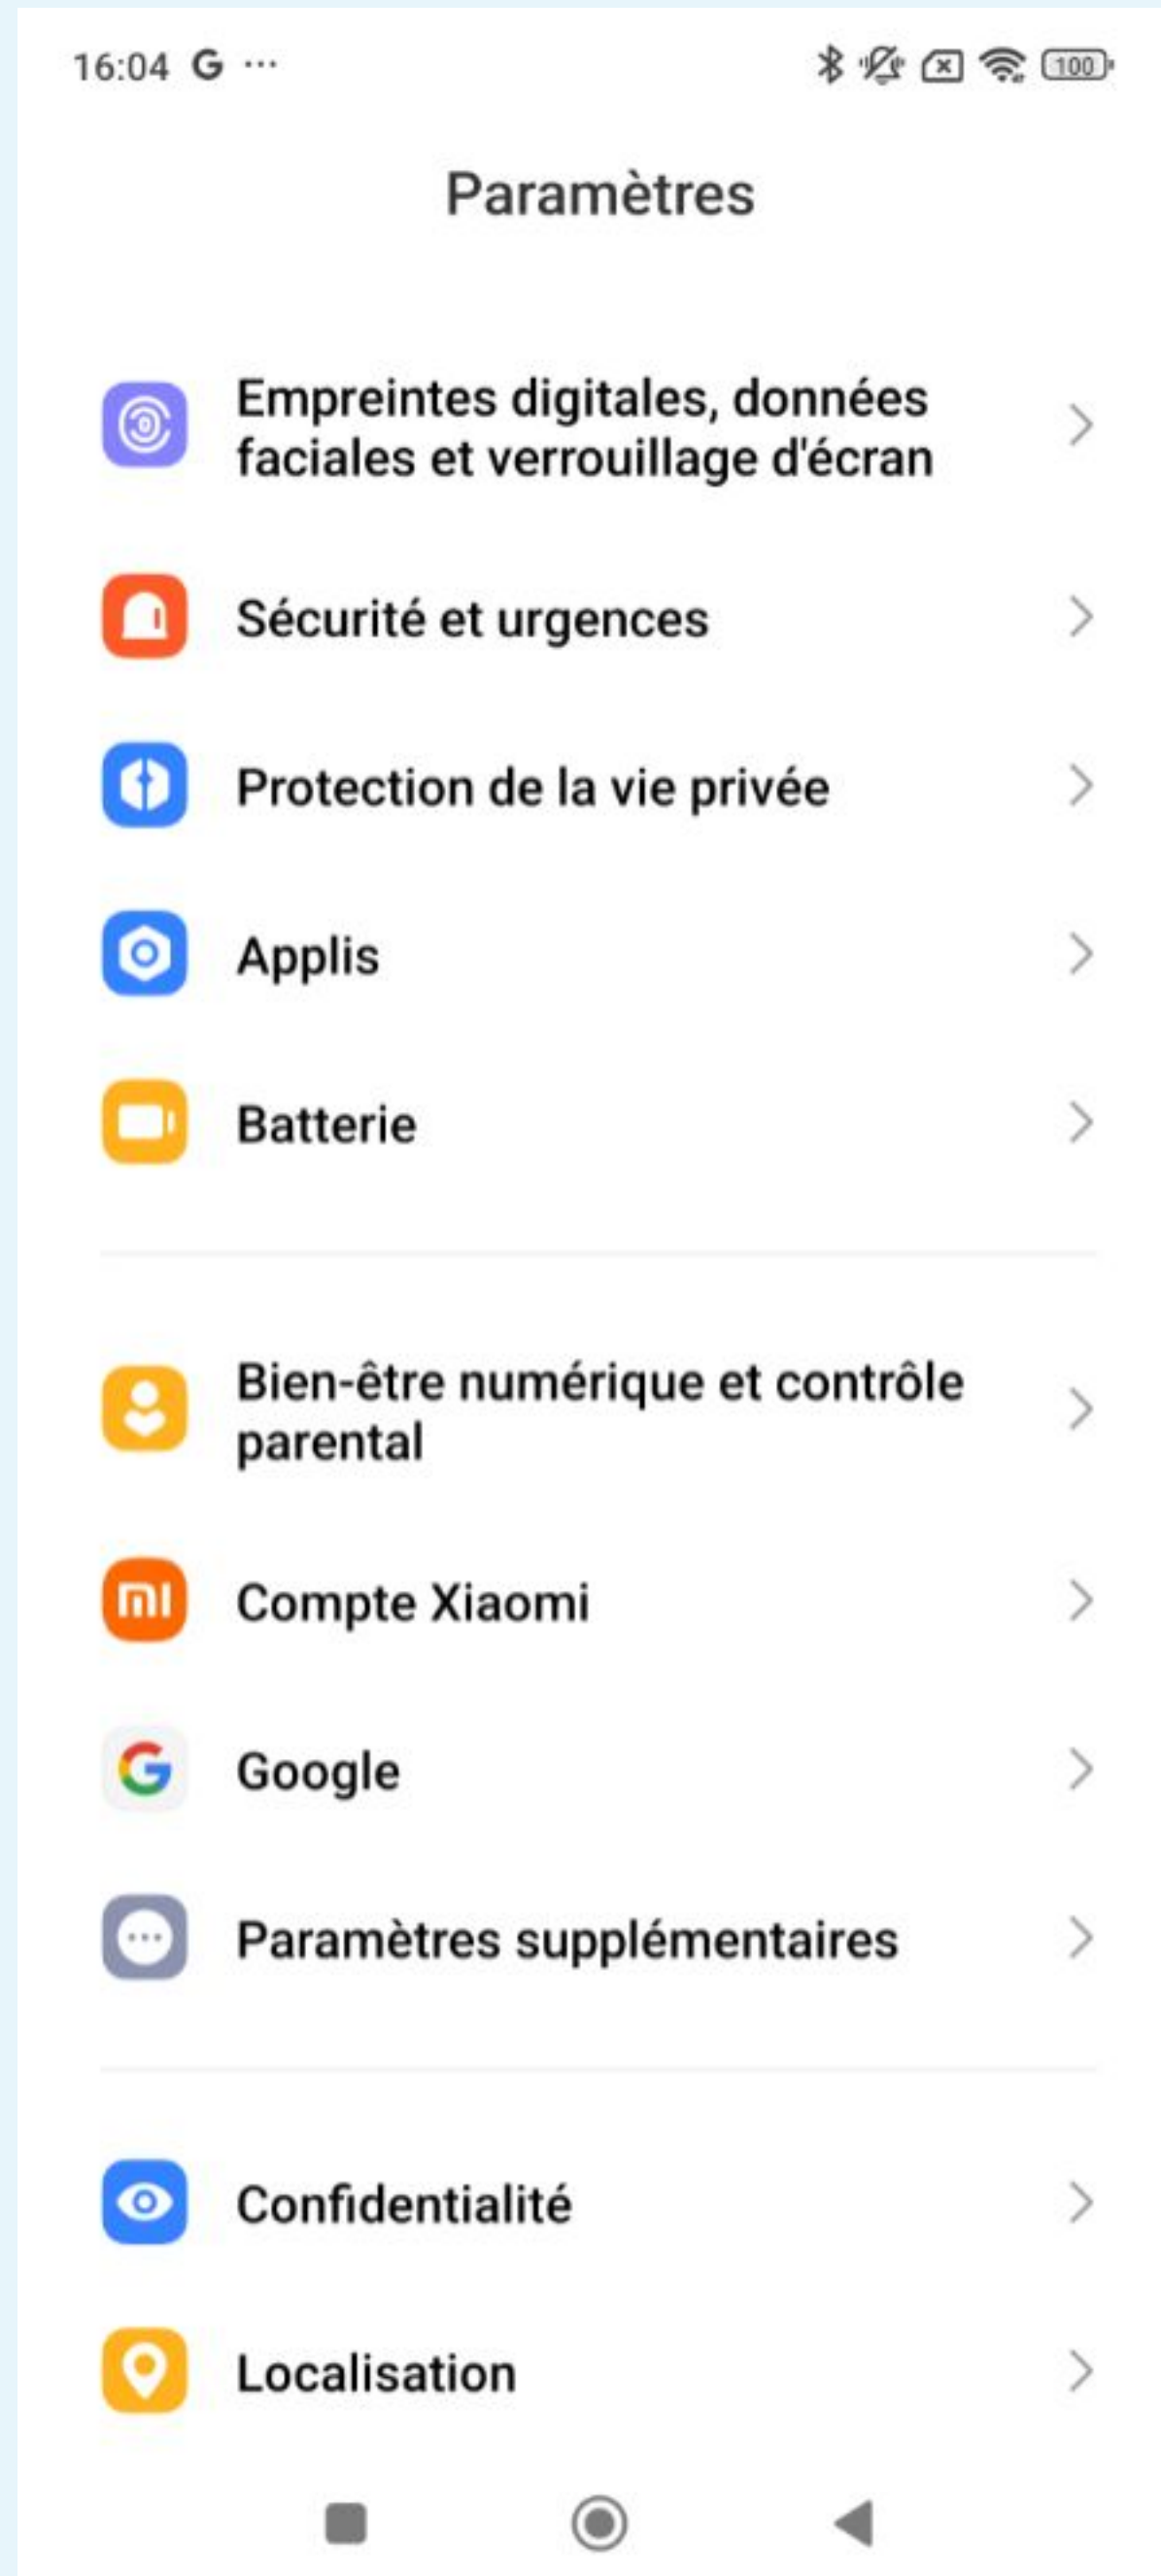 16:04 G ... 100
Paramètres
Empreintes digitales, données
faciales et verrouillage d'écran
Sécurité et urgences
Protection de la vie privée
Applis
Batterie
Bien-être numérique et contrôle
parental
Compte Xiaomi
Google
Paramètres supplémentaires
Confidentialité
Localisation